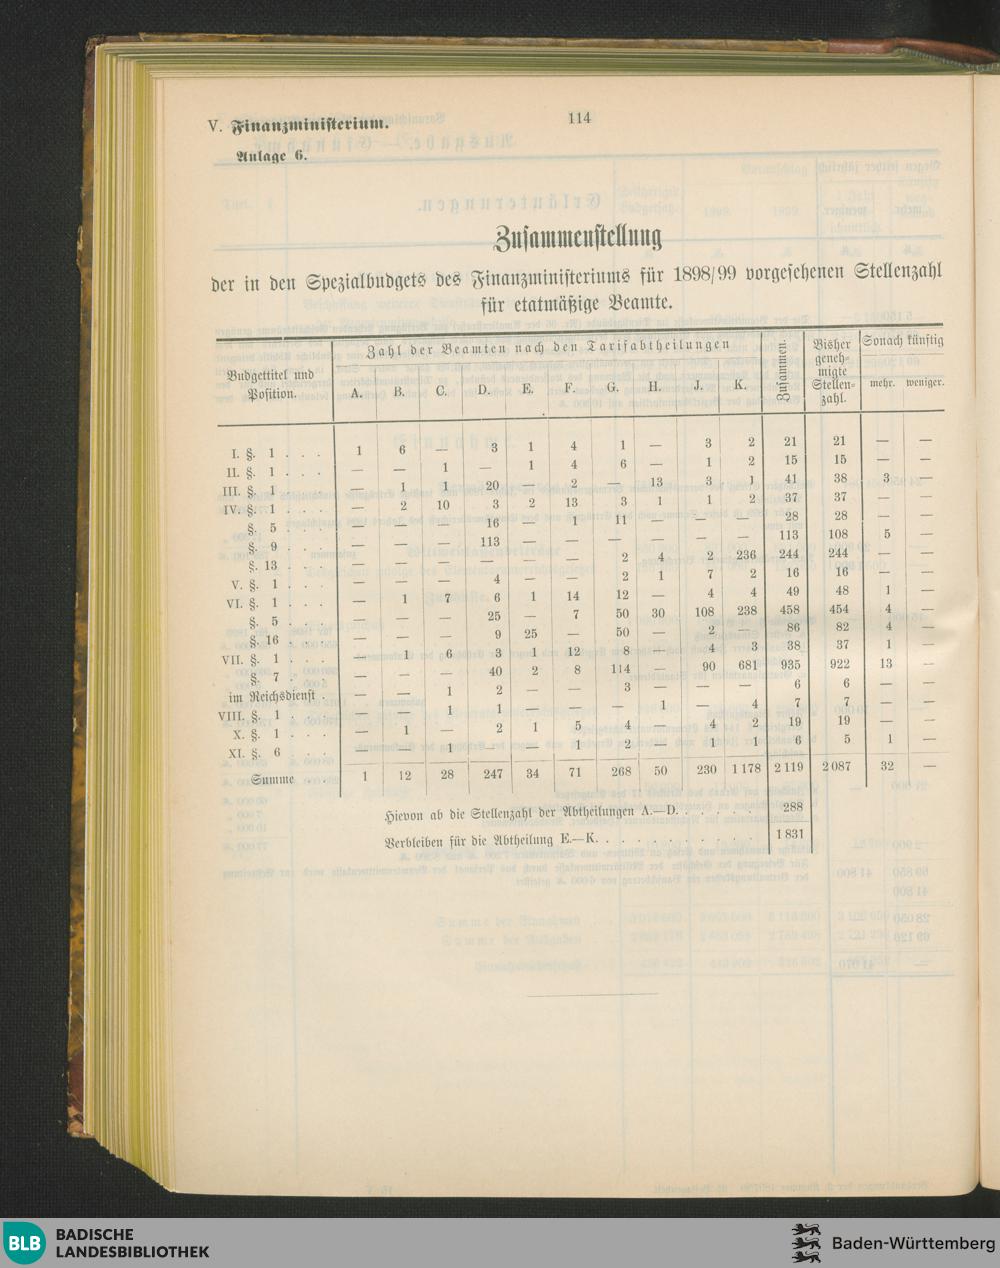 V. Finanzministerium.
114
Anlage 6.
Zusammenstellung
der in den Spezialbudgets des Finanzministeriums für 1898/99 vorgesehenen Stellenzahl
für etatmäßige Beamte.
Budgettitel und Position. | Zahl der Beamten nach den Tarifabtheilungen | Zusammen. | Bisher genehmigte Stellenzahl. | Sonach künftig
A. B. C. D. E. F. G. H. J. K. | mehr. weniger.
I. §. 1 . . . 1 6 — 3 1 4 1 — 3 2 21 21 — —
II. §. 1 . . . — — 1 — 1 4 6 — 1 2 15 15 — —
III. §. 1 . . . — 1 1 20 — 2 — 13 3 1 41 38 3 —
IV. §. 1 . . . — 2 10 3 2 13 3 1 1 2 37 37 — —
§. 5 . . . — — — 16 — — 11 — — — 28 28 — —
§. 9 . . . — — — 113 — — — — — — 113 108 5 —
§. 13 . . . — — — — — — 2 4 2 236 244 244 — —
V. §. 1 . . . — — — 4 — — 2 1 7 2 16 16 — —
VI. §. 1 . . . — 1 7 6 1 14 12 — 4 4 49 48 1 —
§. 5 . . . — — — 25 — 7 50 30 108 238 458 454 4 —
§. 16 . . . — — — 9 25 — 50 — 2 — 86 82 4 —
VII. §. 1 . . . — 1 6 3 1 12 8 — 4 3 38 37 1 —
§. 7 . . . — — — 40 2 8 114 — 90 681 935 922 13 —
im Reichsdienst . — — 1 2 — — 3 — — — 6 6 — —
VIII. §. 1 . . . — — 1 1 — — — 1 — 4 7 7 — —
X. §. 1 . . . — 1 — 2 1 5 4 — 4 2 19 19 — —
XI. §. 6 . . . — — 1 — — 1 2 — 1 1 6 5 1 —
Summe . . 1 12 28 247 34 71 268 50 230 1 178 2 119 2 087 32 —
Hievon ab die Stellenzahl der Abtheilungen A.—D. . . . . . 288
Verbleiben für die Abtheilung E.—K. . . . . . . . . . . 1 831
BLB
BADISCHE
LANDESBIBLIOTHEK
Baden-Württemberg